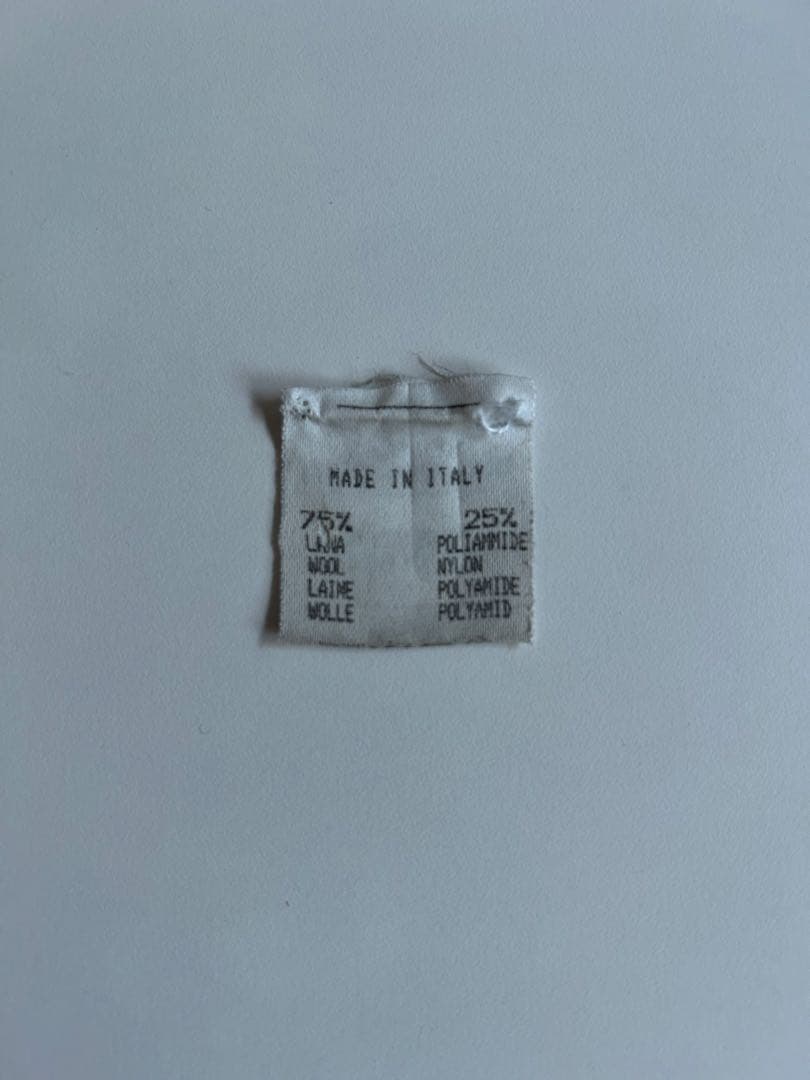 MADE IN ITALY
75% 25%
LANA POLIAMMIDE
WOOL NYLON
LAINE POLYAMIDE
WOLLE POLYAMID